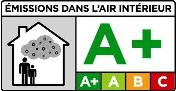 ÉMISSIONS DANS L'AIR INTÉRIEUR
A+
A+ A B C